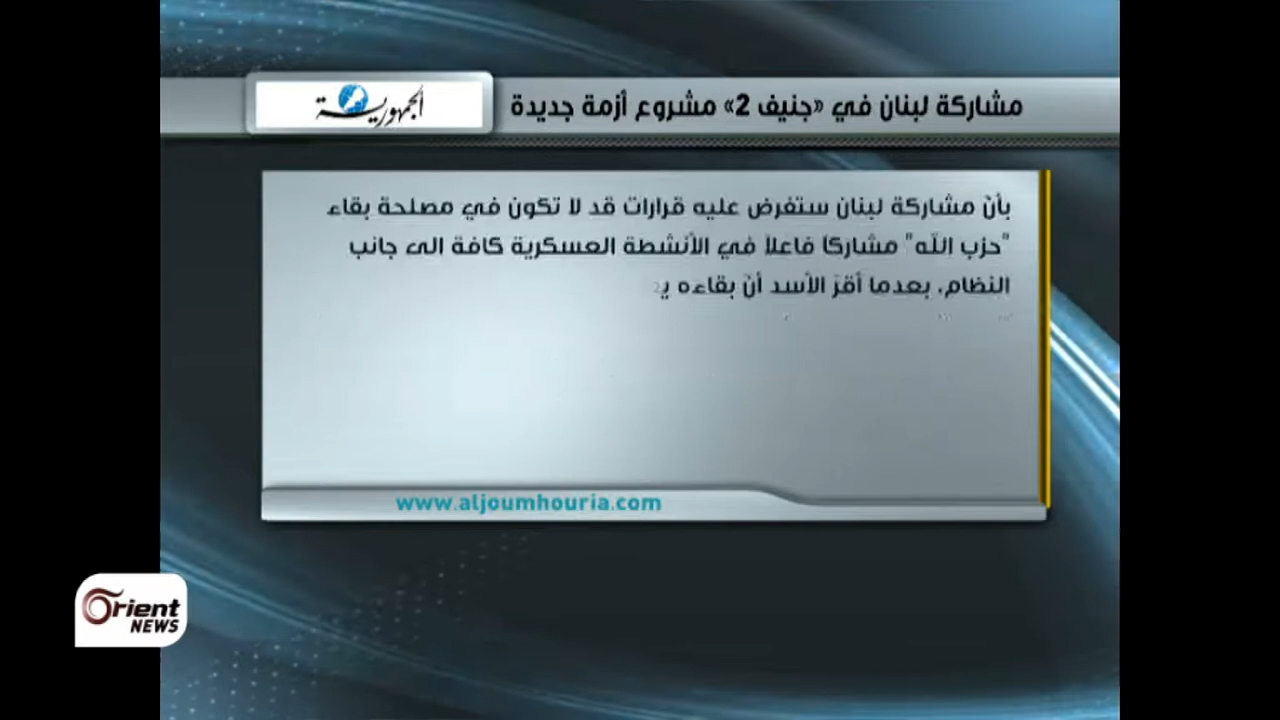 مشاركة لبنان في «جنيف 2» مشروع أزمة جديدة
الجمهورية
بأنّ مشاركة لبنان ستفرض عليه قرارات قد لا تكون في مصلحة بقاء
"حزب الله" مشاركاً فاعلاً في الأنشطة العسكرية كافة الى جانب
النظام، بعدما أقرّ الأسد أنّ بقاءه
www.aljoumhouria.com
Orient
NEWS